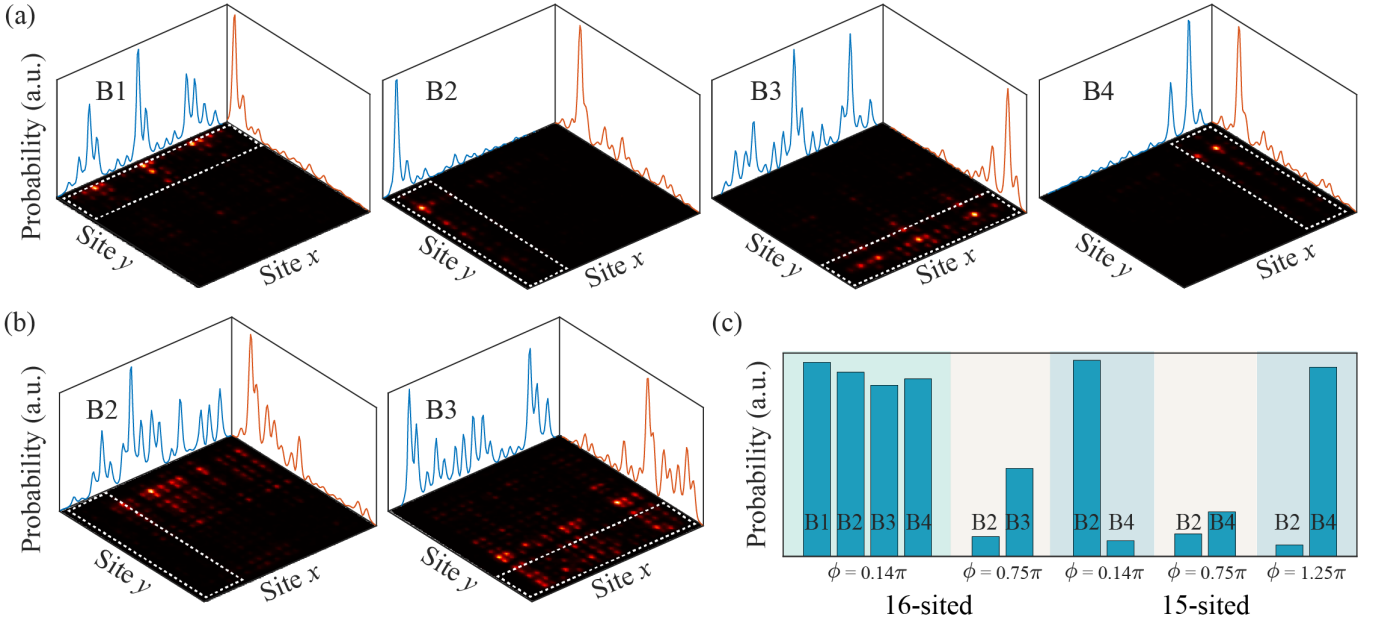 (a)
Probability (a.u.)
B1
B2
B3
B4
Site y
Site x
Site y
Site x
Site y
Site x
Site y
Site x
(b)
Probability (a.u.)
B2
B3
Site y
Site x
Site y
Site x
(c)
Probability (a.u.)
B1 B2 B3 B4 B2 B3 B2 B4 B2 B4 B2 B4
ϕ = 0.14π ϕ = 0.75π ϕ = 0.14π ϕ = 0.75π ϕ = 1.25π
16-sited 15-sited